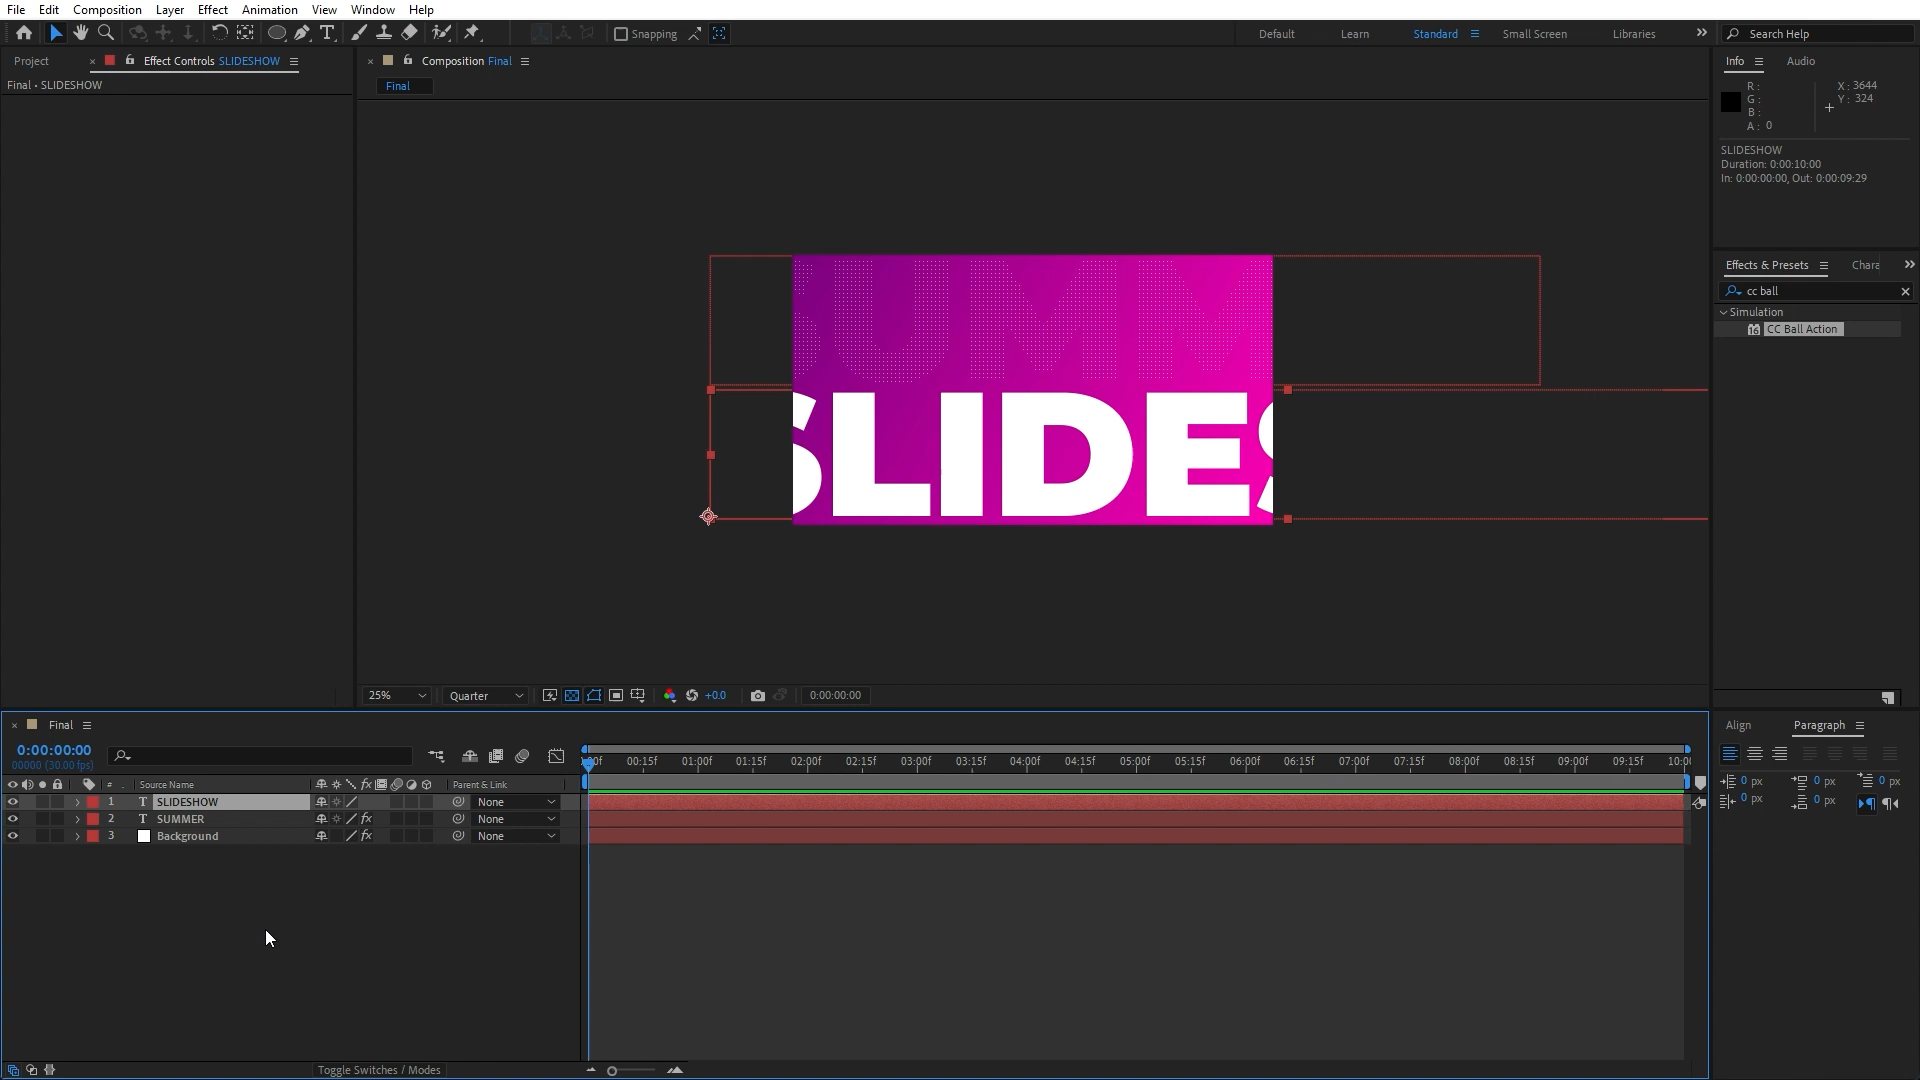 File Edit Composition Layer Effect Animation View Window Help
Snapping Default Learn Standard Small Screen Libraries Search Help
Project Effect Controls SLIDESHOW
Final • SLIDESHOW
Composition Final
Final
SUMM
SLIDES
Info Audio
R : X : 3644
G : Y : 324
B :
A : 0
SLIDESHOW
Duration: 0:00:10:00
In: 0:00:00:00, Out: 0:00:09:29
Effects & Presets Chara
cc ball
Simulation
CC Ball Action
25% Quarter +0.0 0:00:00:00
Final
0:00:00:00
00000 (30.00 fps)
00f 00:15f 01:00f 01:15f 02:00f 02:15f 03:00f 03:15f 04:00f 04:15f 05:00f 05:15f 06:00f 06:15f 07:00f 07:15f 08:00f 08:15f 09:00f 09:15f 10:0
# Source Name fx Parent & Link
1 T SLIDESHOW None
2 T SUMMER fx None
3 Background fx None
Toggle Switches / Modes
Align Paragraph
0 px 0 px 0 px
0 px 0 px